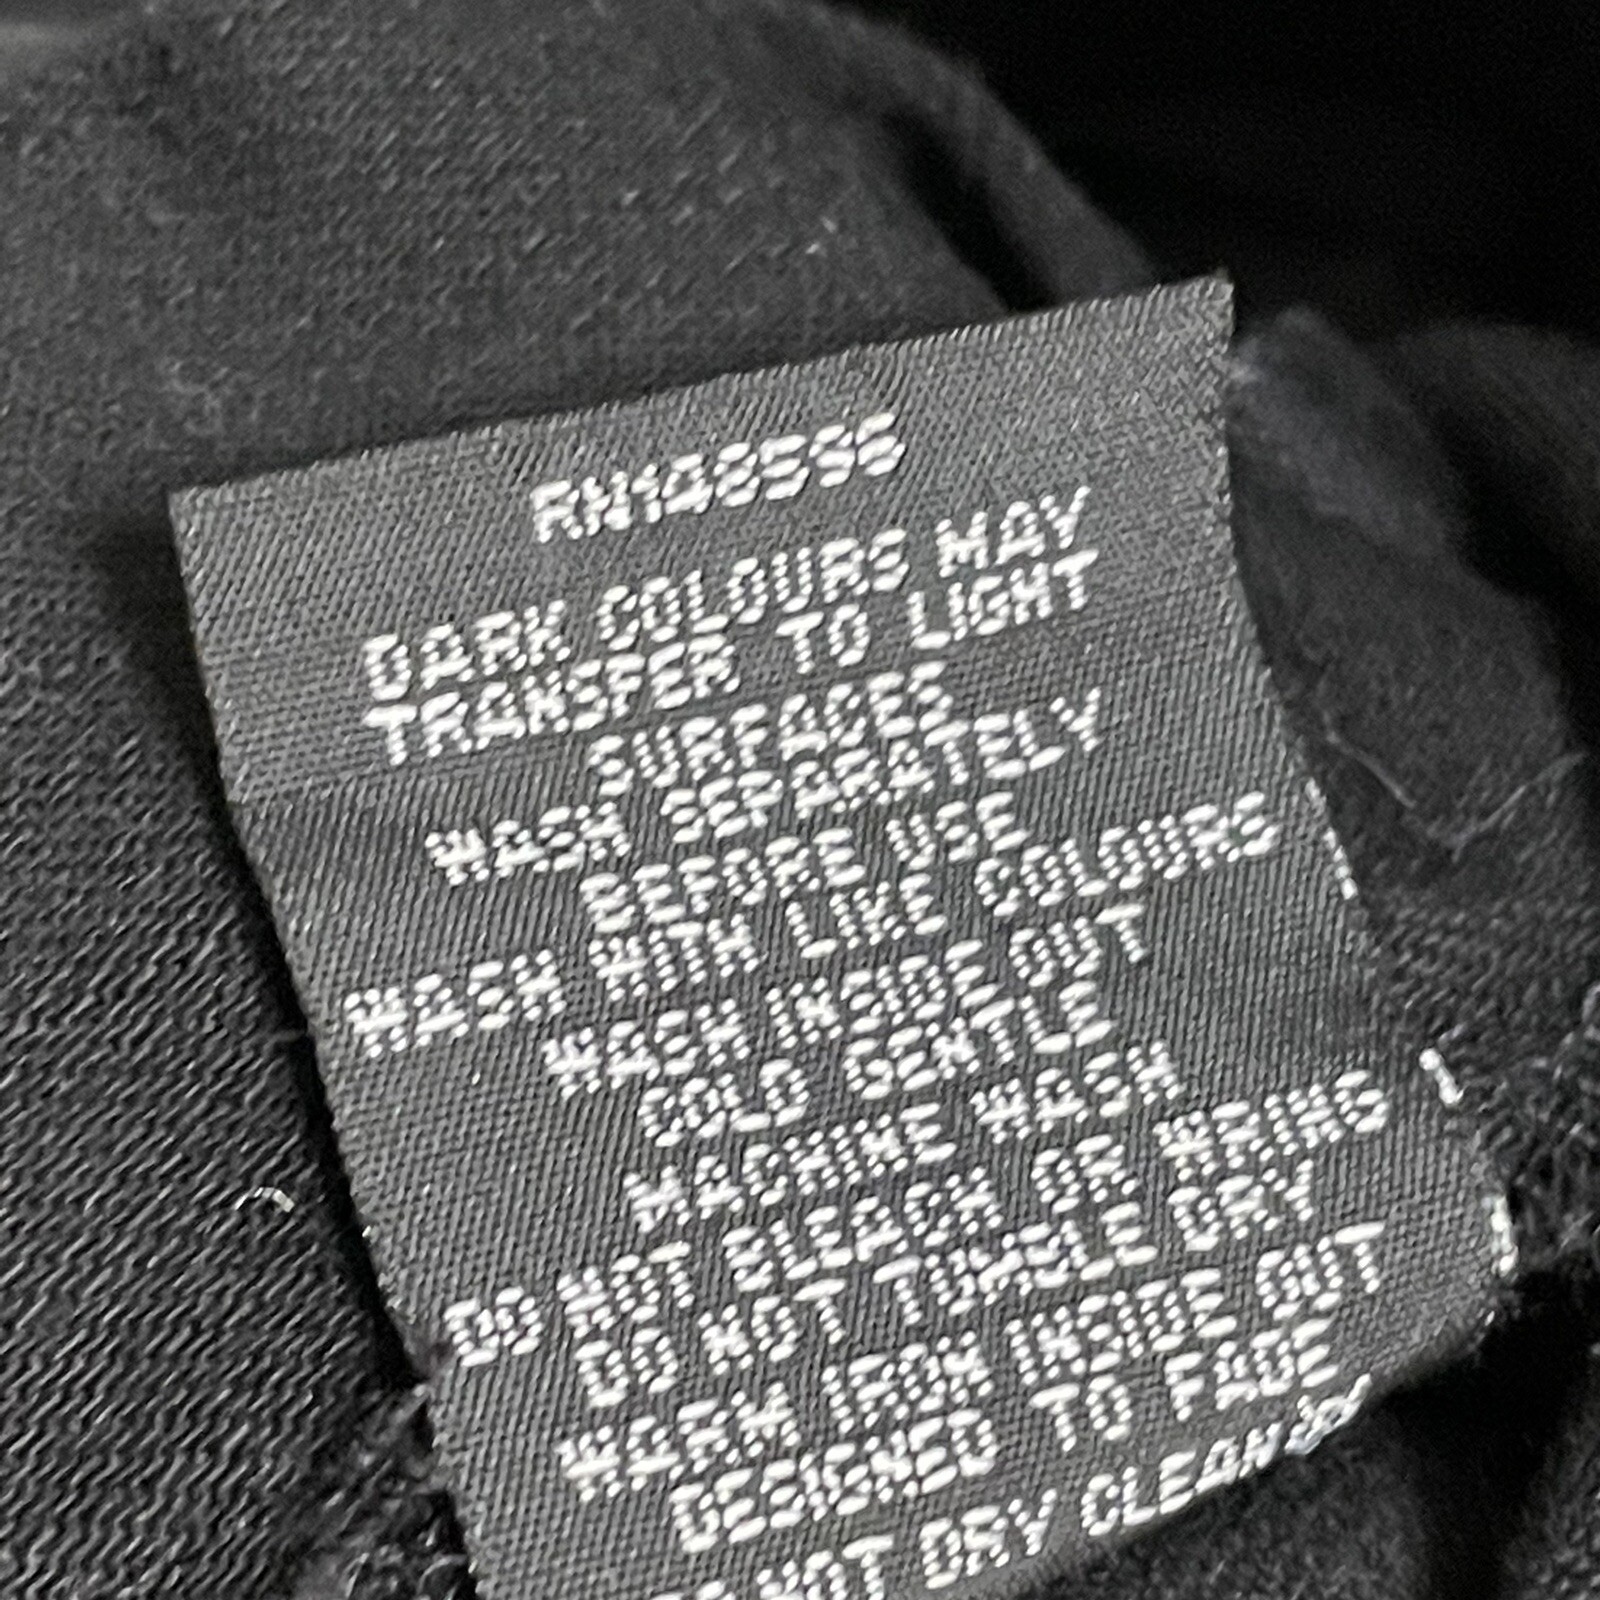 RN148596
DARK COLOURS MAY
TRANSFER TO LIGHT
SURFACES
WASH SEPARATELY
BEFORE USE
WASH WITH LIKE COLOURS
WASH INSIDE OUT
COLD GENTLE
MACHINE WASH
DO NOT BLEACH OR WRING
DO NOT TUMBLE DRY
WARM IRON INSIDE OUT
DESIGNED TO FADE
NOT DRY CLEAN